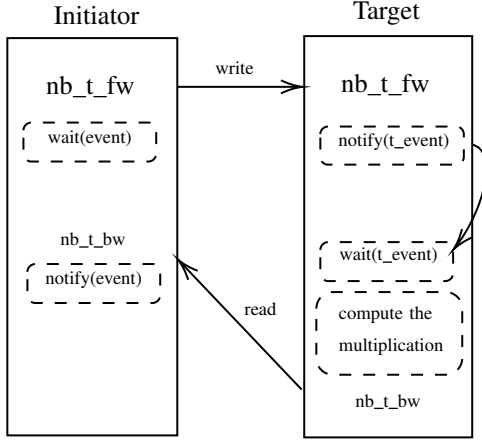 Initiator
Target
nb_t_fw
write
nb_t_fw
wait(event)
notify(t_event)
nb_t_bw
wait(t_event)
notify(event)
read
compute the
multiplication
nb_t_bw